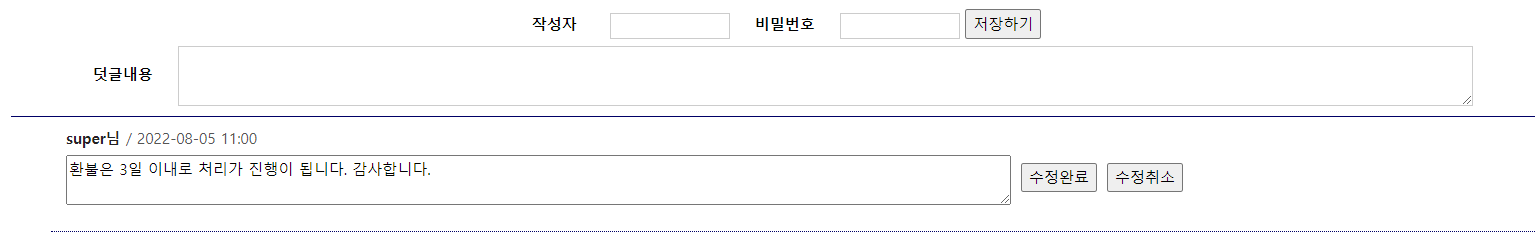 작성자 비밀번호 저장하기
덧글내용
super님 / 2022-08-05 11:00
환불은 3일 이내로 처리가 진행이 됩니다. 감사합니다. 수정완료 수정취소